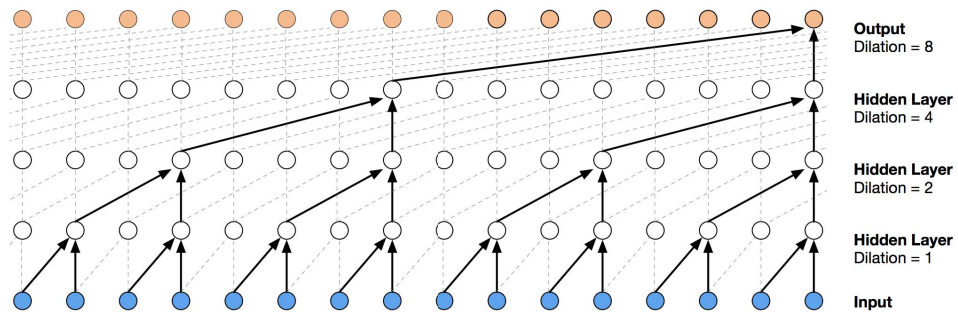 Output
Dilation = 8
Hidden Layer
Dilation = 4
Hidden Layer
Dilation = 2
Hidden Layer
Dilation = 1
Input